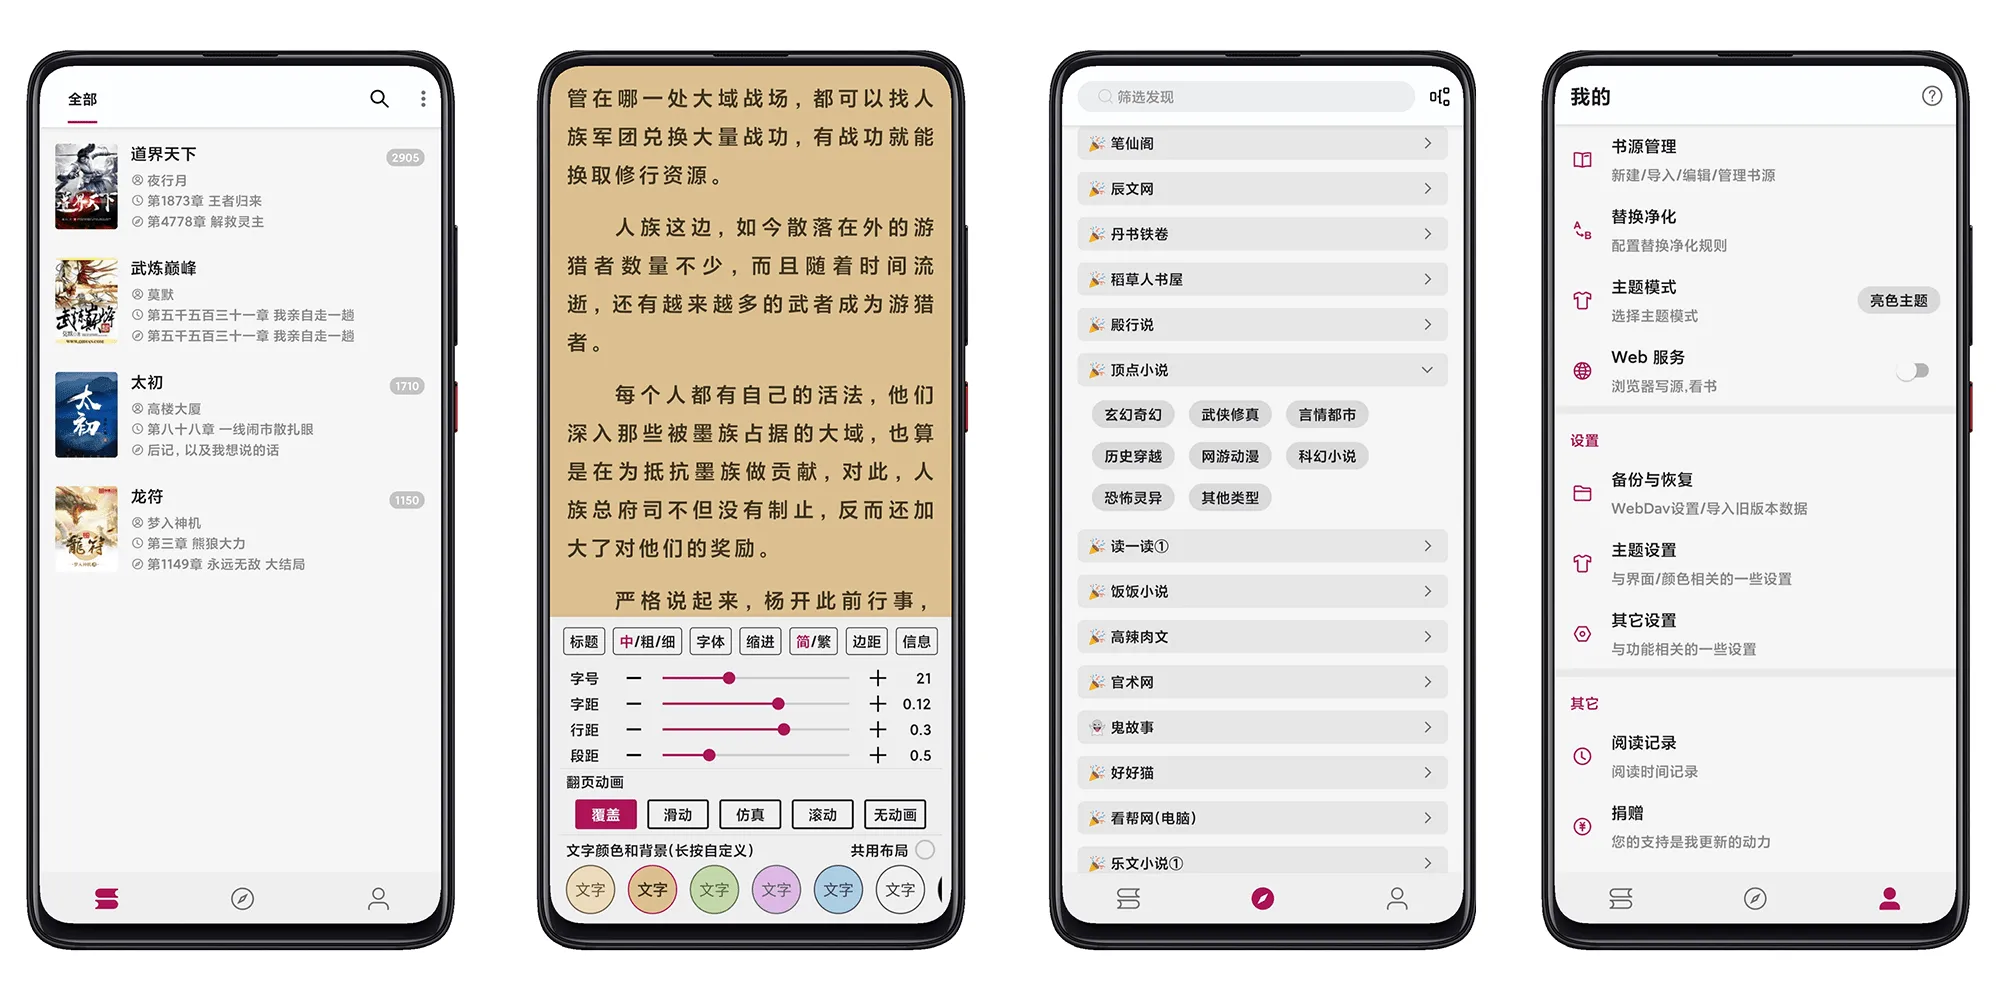 全部
道界天下
2905
夜行月
第1873章 王者归来
第4778章 解救灵主
武炼巅峰
莫默
第五千五百三十一章 我亲自走一趟
第五千五百三十一章 我亲自走一趟
太初
1710
高楼大厦
第八十八章 一线闹市散扎眼
后记，以及我想说的话
龙符
1150
梦入神机
第三章 熊狼大力
第1149章 永远无敌 大结局
管在哪一处大域战场，都可以找人
族军团兑换大量战功，有战功就能
换取修行资源。
人族这边，如今散落在外的游
猎者数量不少，而且随着时间流
逝，还有越来越多的武者成为游猎
者。
每个人都有自己的活法，他们
深入那些被墨族占据的大域，也算
是在为抵抗墨族做贡献，对此，人
族总府司不但没有制止，反而还加
大了对他们的奖励。
严格说起来，杨开此前行事，
标题 中/粗/细 字体 缩进 简/繁 边距 信息
字号 21
字距 0.12
行距 0.3
段距 0.5
翻页动画
覆盖 滑动 仿真 滚动 无动画
文字颜色和背景(长按自定义) 共用布局
文字 文字 文字 文字 文字 文字
筛选发现
笔仙阁
辰文网
丹书铁卷
稻草人书屋
殿行说
顶点小说
玄幻奇幻 武侠修真 言情都市
历史穿越 网游动漫 科幻小说
恐怖灵异 其他类型
读一读①
饭饭小说
高辣肉文
官术网
鬼故事
好好猫
看帮网(电脑)
乐文小说①
我的
书源管理
新建/导入/编辑/管理书源
替换净化
配置替换净化规则
主题模式
选择主题模式
亮色主题
Web 服务
浏览器写源,看书
设置
备份与恢复
WebDav设置/导入旧版本数据
主题设置
与界面/颜色相关的一些设置
其它设置
与功能相关的一些设置
其它
阅读记录
阅读时间记录
捐赠
您的支持是我更新的动力